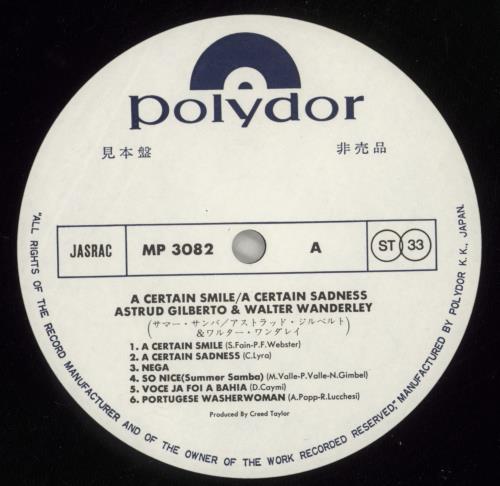 polydor
見本盤 非売品
JASRAC MP 3082 A ST 33
A CERTAIN SMILE/A CERTAIN SADNESS
ASTRUD GILBERTO & WALTER WANDERLEY
(サマー・サンバ/アストラッド・ジルベルト
&ワルター・ワンダレイ)
1. A CERTAIN SMILE (S.Fain-P.F.Webster)
2. A CERTAIN SADNESS (C.Lyra)
3. NEGA
4. SO NICE(Summer Samba) (M.Valle-P.Valle-N.Gimbel)
5. VOCE JA FOI A BAHIA (D.Caymi)
6. PORTUGESE WASHERWOMAN (A.Popp-R.Lucchesi)
Produced By Creed Taylor
"ALL RIGHTS OF THE RECORD MANUFACTURER AND OF THE OWNER OF THE WORK RECORDED RESERVED," MANUFACTURED BY POLYDOR K. K., JAPAN.